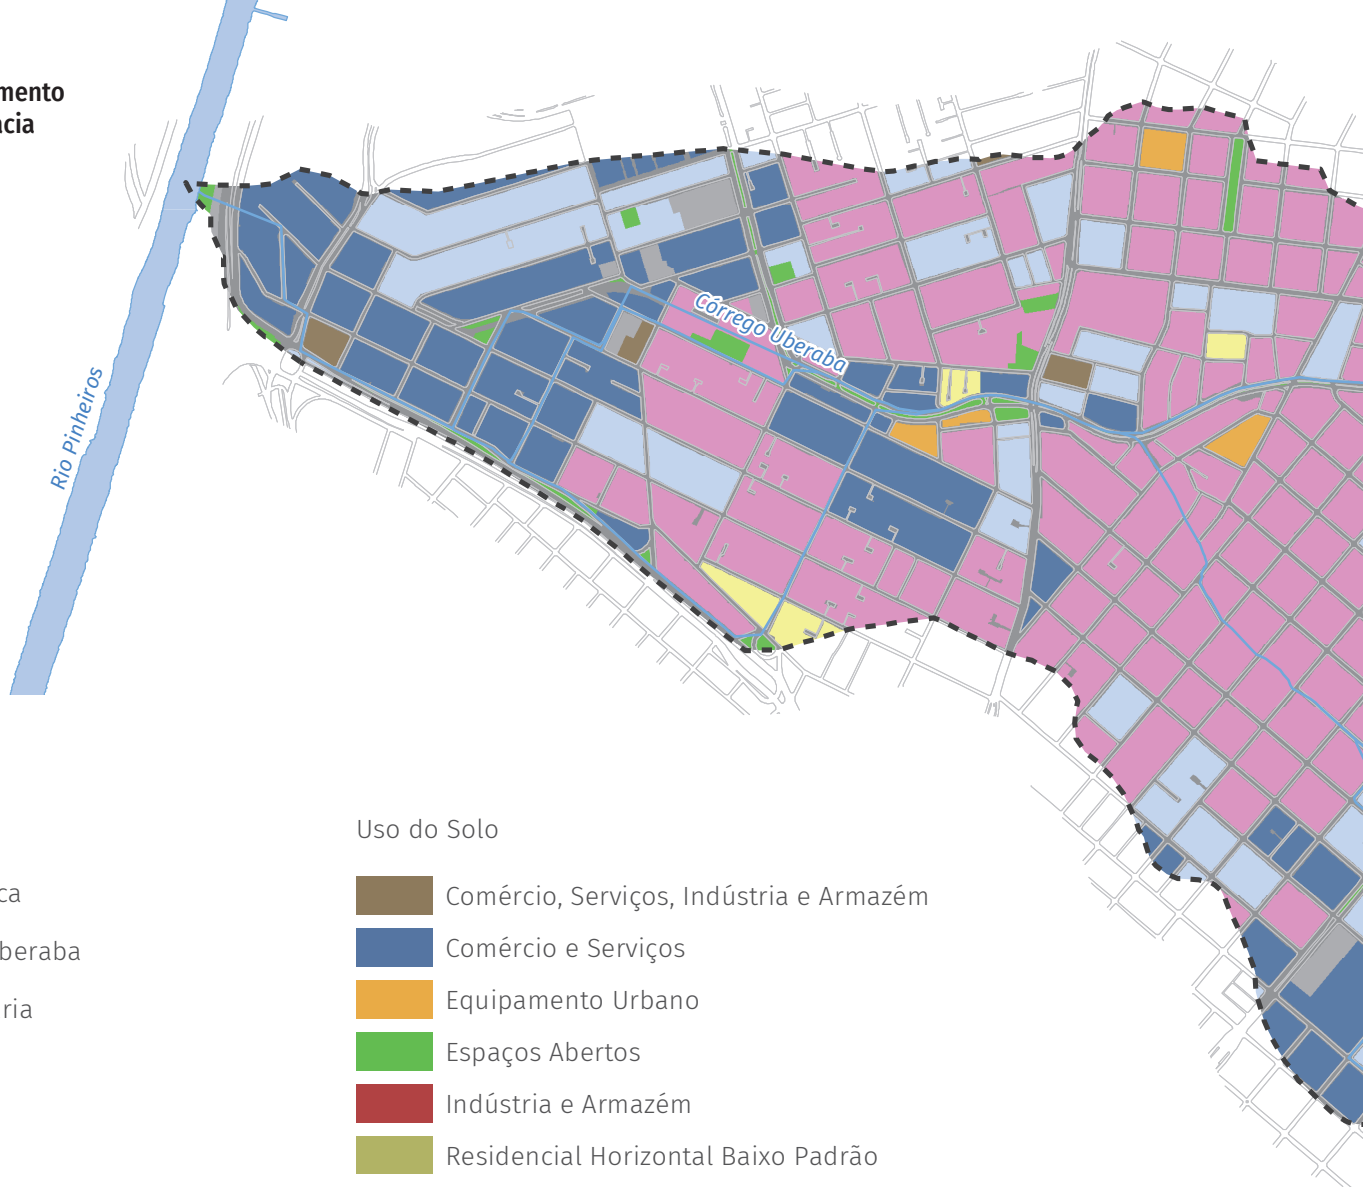 mento
acia
Córrego Uberaba
Rio Pinheiros
Uso do Solo
ca
beraba
ria
Comércio, Serviços, Indústria e Armazém
Comércio e Serviços
Equipamento Urbano
Espaços Abertos
Indústria e Armazém
Residencial Horizontal Baixo Padrão